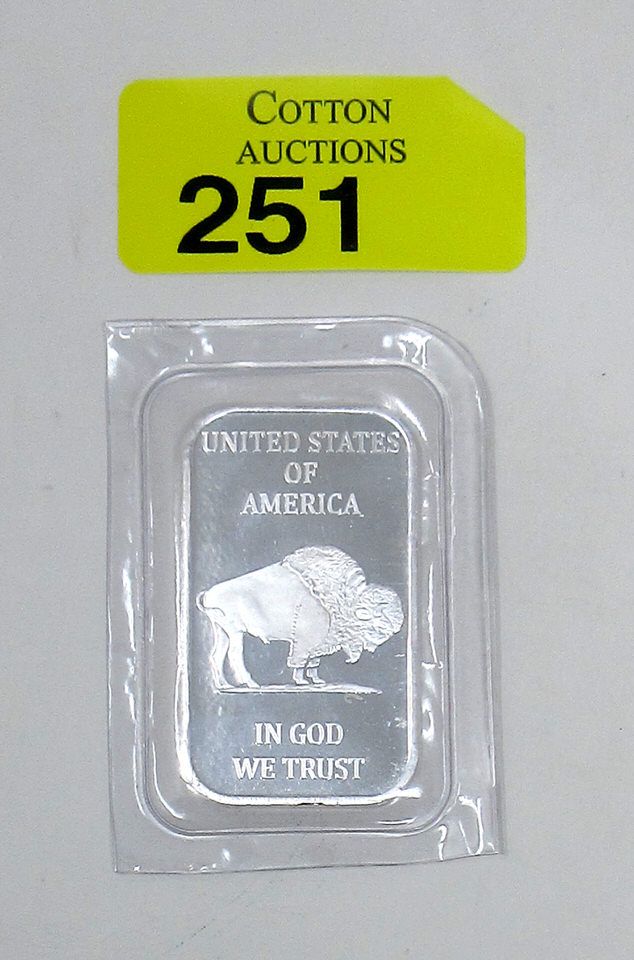 COTTON
AUCTIONS
251
UNITED STATES
OF
AMERICA
IN GOD
WE TRUST